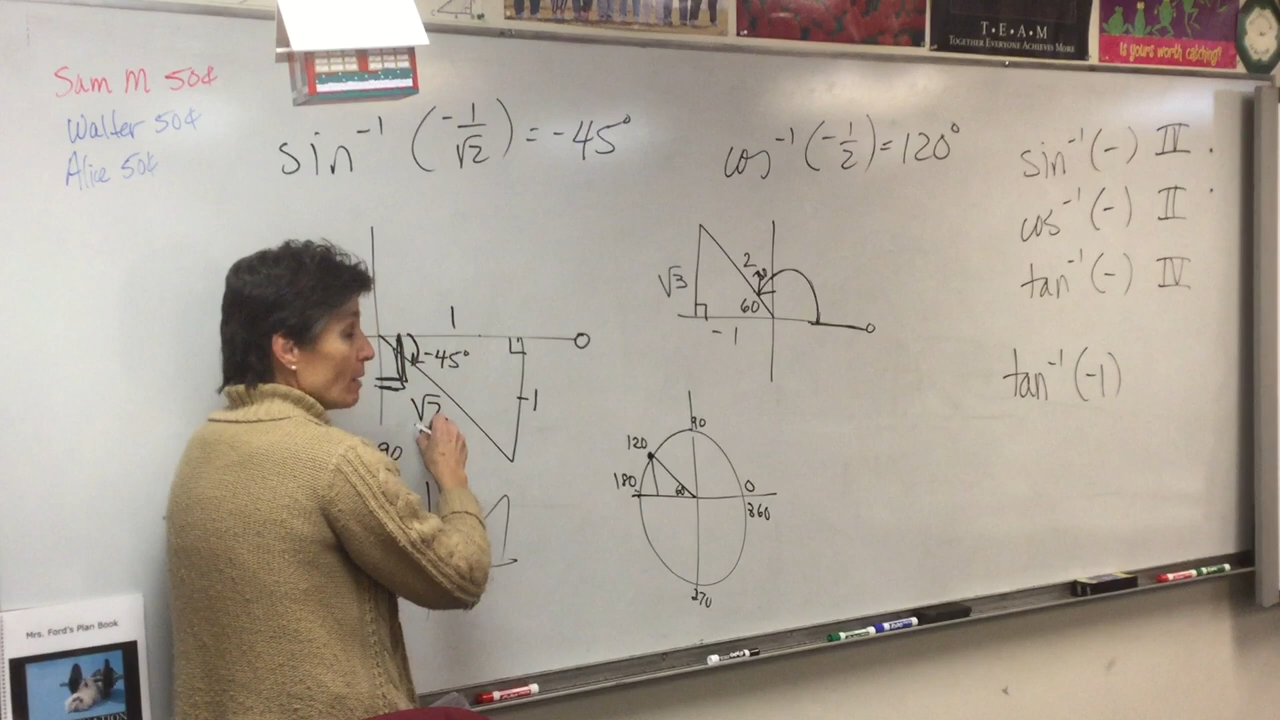 T•E•A•M
TOGETHER EVERYONE ACHIEVES MORE
Is yours worth catching?
Sam M 50¢
Walter 50¢
Alice 50¢
sin⁻¹ (-1/√2) = -45°
cos⁻¹ (-1/2) = 120°
sin⁻¹ (-) IV
cos⁻¹ (-) II
tan⁻¹ (-) IV
tan⁻¹ (-1)
1
-45°
-1
90
1
√3
2
30
60
-1
90
120
180
60
0
360
270
Mrs. Ford's Plan Book